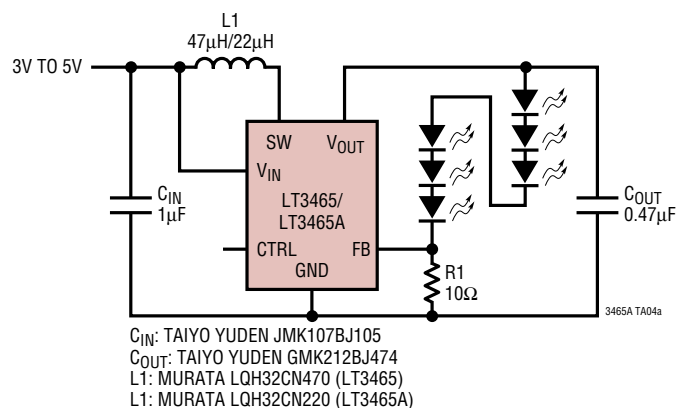 L1
47µH/22µH
3V TO 5V
SW
VOUT
VIN
LT3465/
LT3465A
CTRL
FB
GND
CIN
1µF
COUT
0.47µF
R1
10Ω
3465A TA04a
CIN: TAIYO YUDEN JMK107BJ105
COUT: TAIYO YUDEN GMK212BJ474
L1: MURATA LQH32CN470 (LT3465)
L1: MURATA LQH32CN220 (LT3465A)